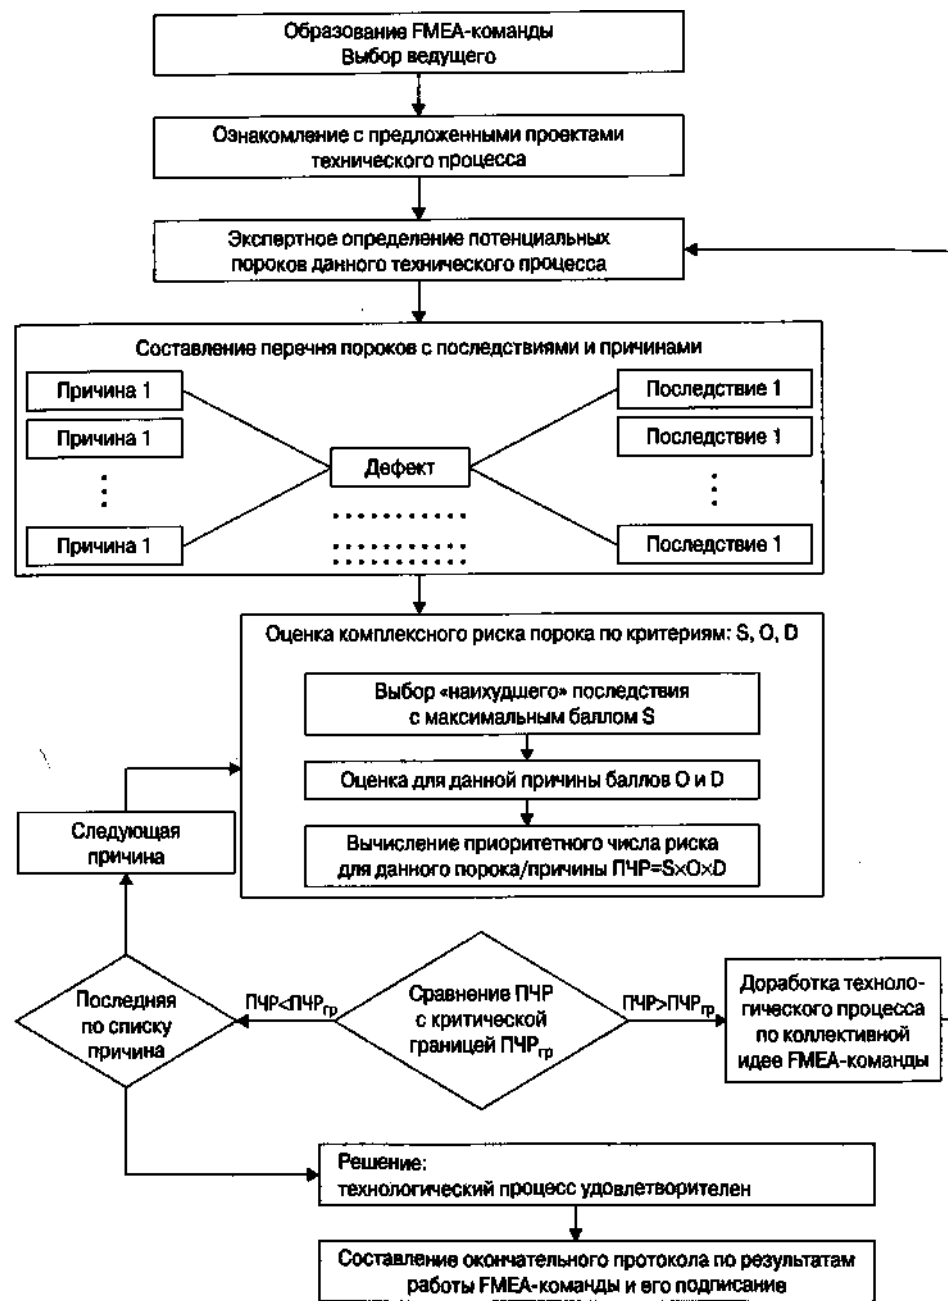 Образование FMEA-команды
Выбор ведущего
Ознакомление с предложенными проектами
технического процесса
Экспертное определение потенциальных
пороков данного технического процесса
Составление перечня пороков с последствиями и причинами
Причина 1
Причина 1
Причина 1
Дефект
Последствие 1
Последствие 1
Последствие 1
Оценка комплексного риска порока по критериям: S, O, D
Выбор «наихудшего» последствия
с максимальным баллом S
Оценка для данной причины баллов O и D
Вычисление приоритетного числа риска
для данного порока/причины ПЧР=S×O×D
Следующая
причина
Последняя
по списку
причина
ПЧР<ПЧРгр
Сравнение ПЧР
с критической
границей ПЧРгр
ПЧР>ПЧРгр
Доработка техноло-
гического процесса
по коллективной
идее FMEA-команды
Решение:
технологический процесс удовлетворителен
Составление окончательного протокола по результатам
работы FMEA-команды и его подписание